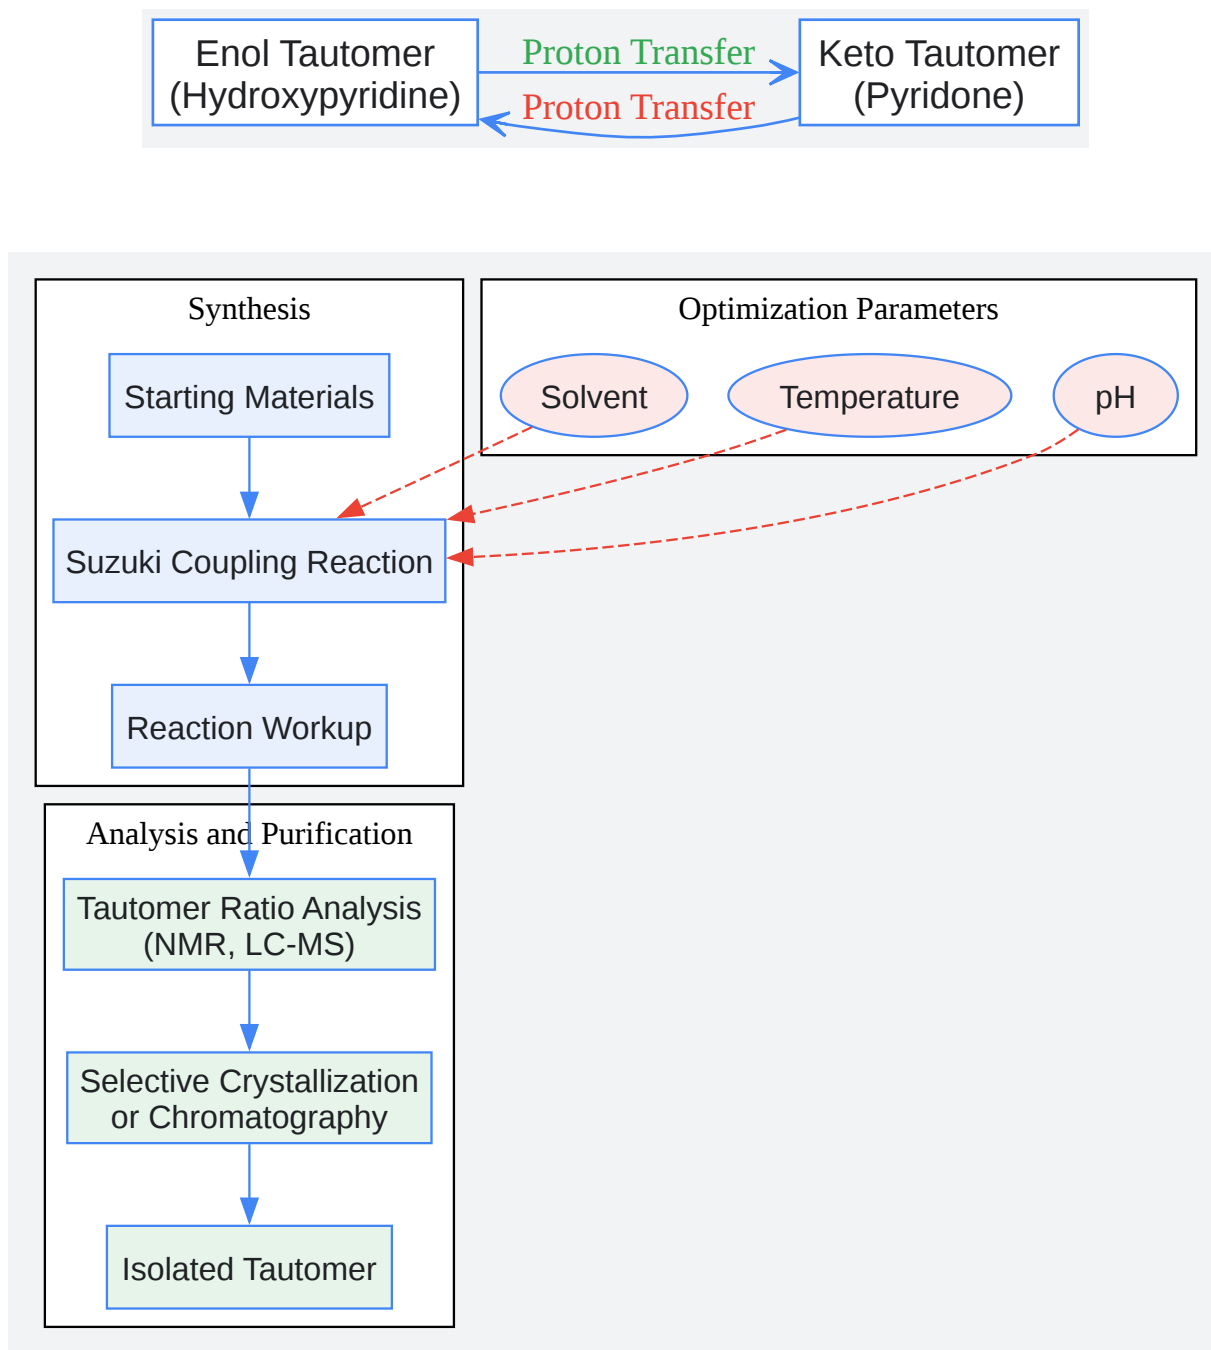 Enol Tautomer
(Hydroxypyridine)
Proton Transfer
Proton Transfer
Keto Tautomer
(Pyridone)
Synthesis
Starting Materials
Suzuki Coupling Reaction
Reaction Workup
Optimization Parameters
Solvent
Temperature
pH
Analysis and Purification
Tautomer Ratio Analysis
(NMR, LC-MS)
Selective Crystallization
or Chromatography
Isolated Tautomer